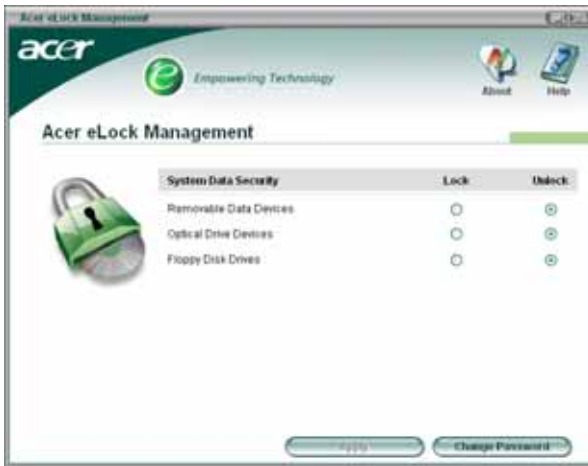 Acer eLock Management
acer
e Empowering Technology
About
Help
Acer eLock Management
System Data Security Lock Unlock
Removable Data Devices
Optical Drive Devices
Floppy Disk Drives
Apply
Change Password